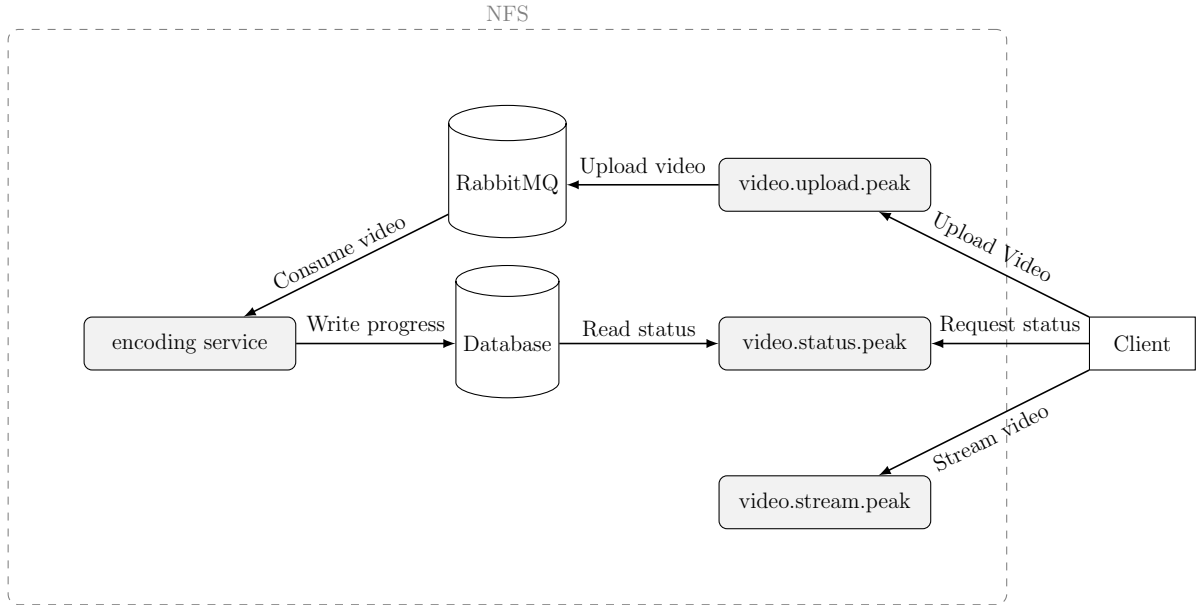 NFS
RabbitMQ
Upload video
video.upload.peak
Upload Video
Consume video
encoding service
Write progress
Database
Read status
video.status.peak
Request status
Client
Stream video
video.stream.peak